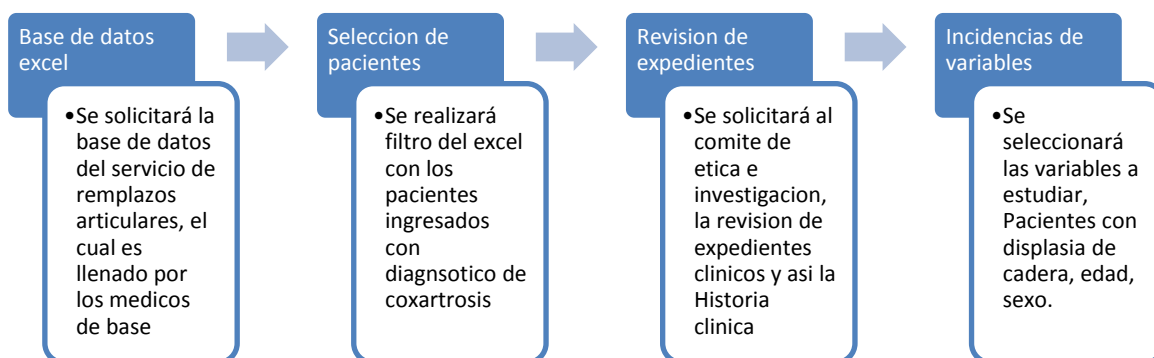 Base de datos
excel
•Se solicitará la
base de datos
del servicio de
remplazos
articulares, el
cual es
llenado por
los medicos
de base
Seleccion de
pacientes
•Se realizará
filtro del excel
con los
pacientes
ingresados
con
diagnsotico de
coxartrosis
Revision de
expedientes
•Se solicitará al
comite de
etica e
investigacion,
la revision de
expedientes
clinicos y asi la
Historia
clinica
Incidencias de
variables
•Se
seleccionará
las variables a
estudiar,
Pacientes con
displasia de
cadera, edad,
sexo.